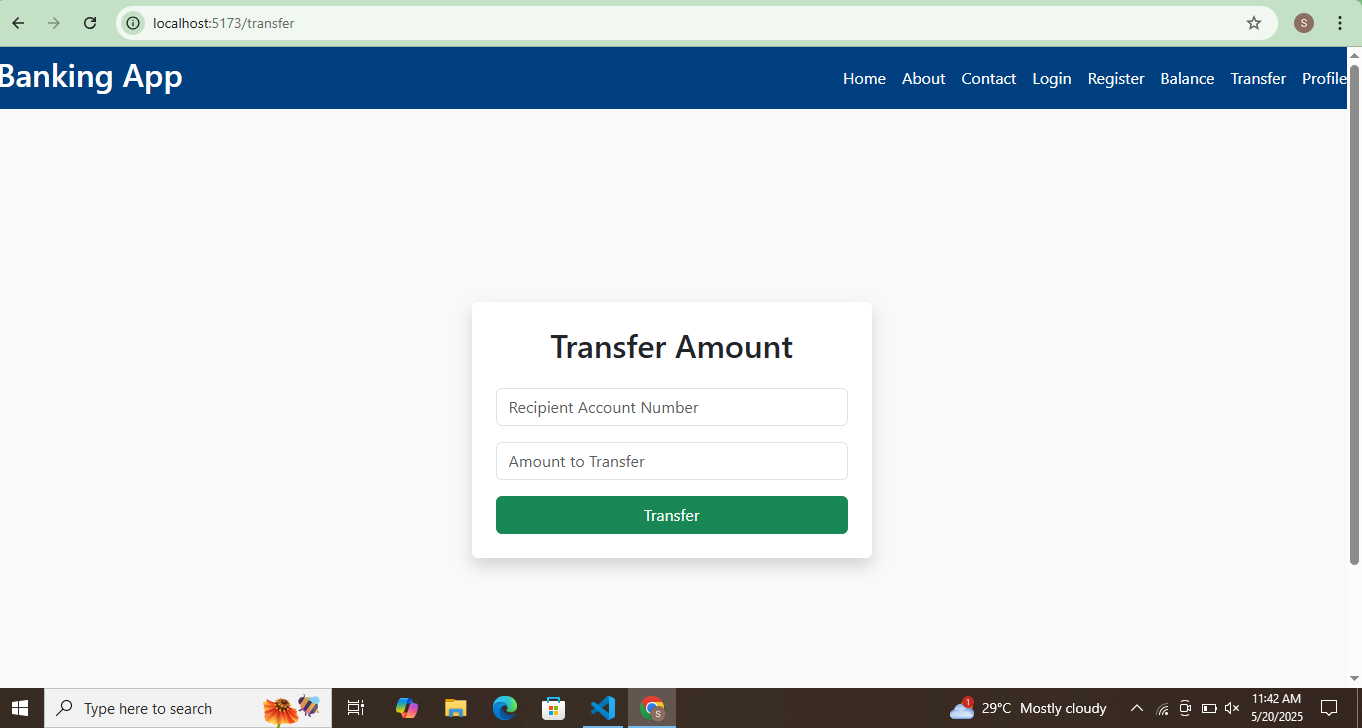 localhost:5173/transfer
S
Banking App
Home About Contact Login Register Balance Transfer Profile
Transfer Amount
Recipient Account Number
Amount to Transfer
Transfer
Type here to search
S
1
29°C Mostly cloudy
11:42 AM
5/20/2025